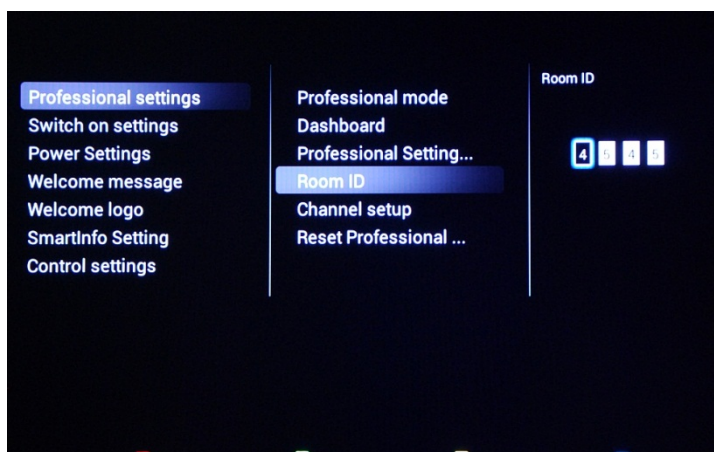 Professional settings
Switch on settings
Power Settings
Welcome message
Welcome logo
SmartInfo Setting
Control settings
Professional mode
Dashboard
Professional Setting...
Room ID
Channel setup
Reset Professional ...
Room ID
4 5 4 5